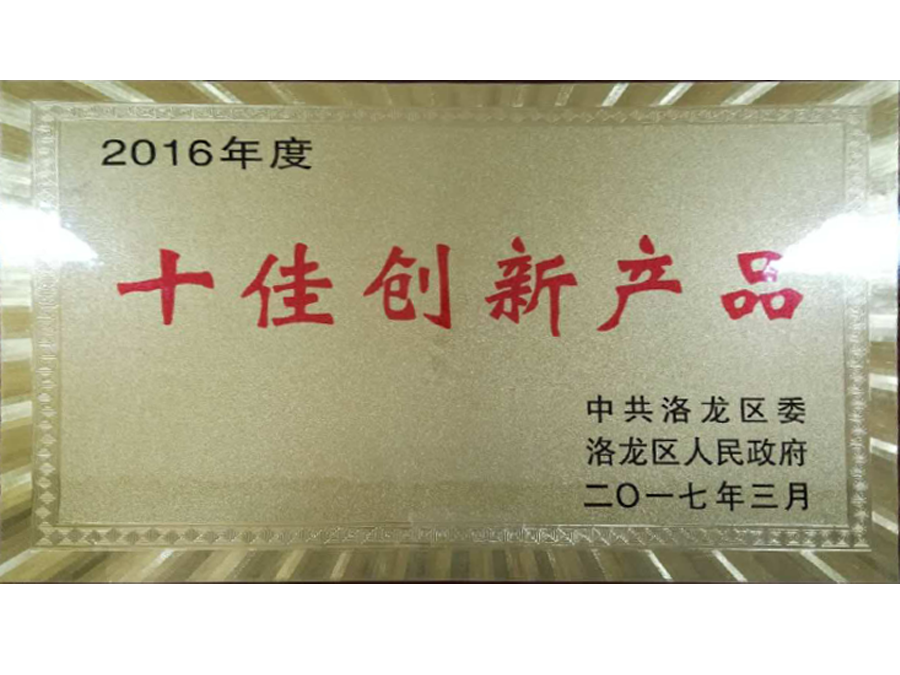 2016年度
十佳创新产品
中共洛龙区委
洛龙区人民政府
二〇一七年三月